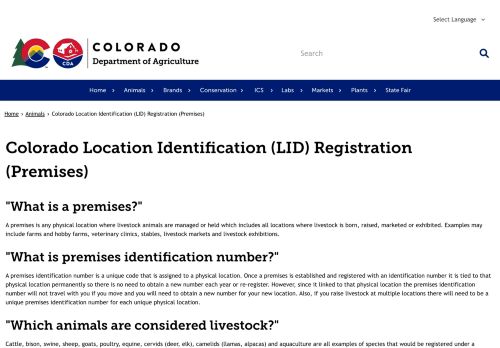 Select Language
COLORADO
Department of Agriculture
CDA
Search
Home Animals Brands Conservation ICS Labs Markets Plants State Fair
Home › Animals › Colorado Location Identification (LID) Registration (Premises)
Colorado Location Identification (LID) Registration
(Premises)
"What is a premises?"
A premises is any physical location where livestock animals are managed or held which includes all locations where livestock is born, raised, marketed or exhibited. Examples may
include farms and hobby farms, veterinary clinics, stables, livestock markets and livestock exhibitions.
"What is premises identification number?"
A premises identification number is a unique code that is assigned to a physical location. Once a premises is established and registered with an identification number it is tied to that
physical location permanently so there is no need to obtain a new number each year or re-register. However, since it linked to that physical location the premises identification
number will not travel with you if you move and you will need to obtain a new number for your new location. Also, if you raise livestock at multiple locations there will need to be a
unique premises identification number for each unique physical location.
"Which animals are considered livestock?"
Cattle, bison, swine, sheep, goats, poultry, equine, cervids (deer, elk), camelids (llamas, alpacas) and aquaculture are all examples of species that would be registered under a